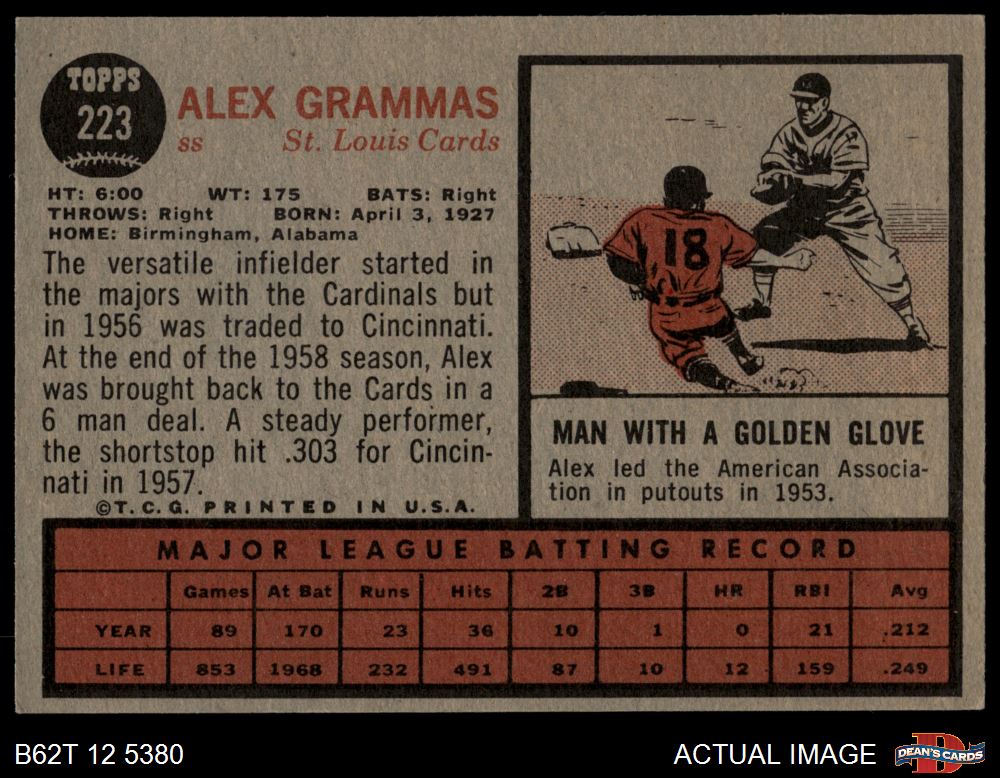 TOPPS
223
ALEX GRAMMAS
ss St. Louis Cards
HT: 6:00 WT: 175 BATS: Right
THROWS: Right BORN: April 3, 1927
HOME: Birmingham, Alabama
The versatile infielder started in
the majors with the Cardinals but
in 1956 was traded to Cincinnati.
At the end of the 1958 season, Alex
was brought back to the Cards in a
6 man deal. A steady performer,
the shortstop hit .303 for Cincin-
nati in 1957.
©T.C.G. PRINTED IN U.S.A.
18
MAN WITH A GOLDEN GLOVE
Alex led the American Associa-
tion in putouts in 1953.
MAJOR LEAGUE BATTING RECORD
Games At Bat Runs Hits 2B 3B HR RBI Avg
YEAR 89 170 23 36 10 1 0 21 .212
LIFE 853 1968 232 491 87 10 12 159 .249
B62T 12 5380
ACTUAL IMAGE
DEAN'S CARDS